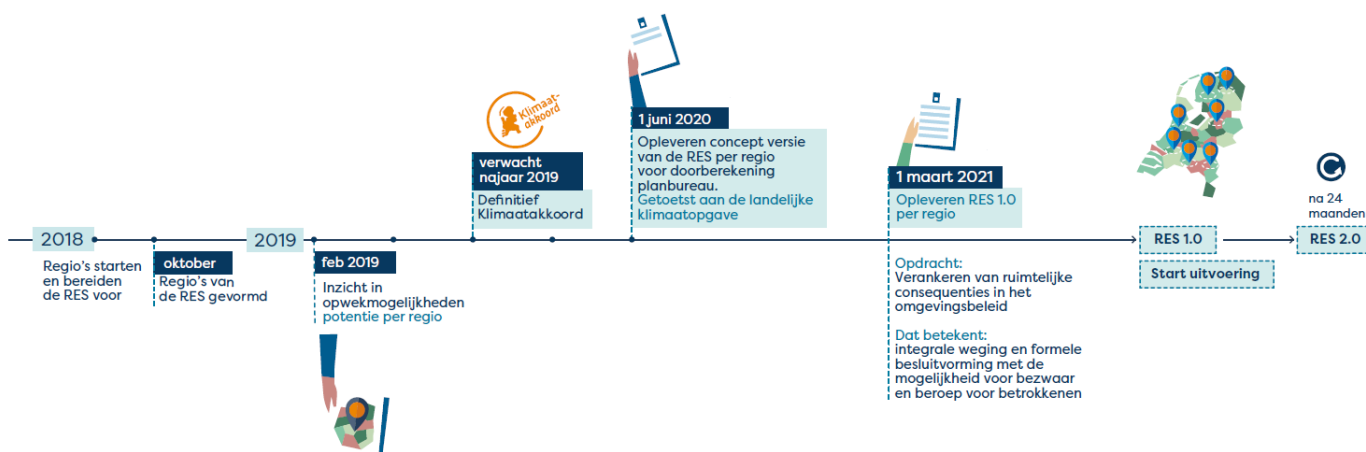 2018
Regio's starten
en bereiden
de RES voor
oktober
Regio's van
de RES gevormd
2019
feb 2019
Inzicht in
opwekmogelijkheden
potentie per regio
Klimaat-
akkoord
verwacht
najaar 2019
Definitief
Klimaatakkoord
1 juni 2020
Opleveren concept versie
van de RES per regio
voor doorberekening
planbureau.
Getoetst aan de landelijke
klimaatopgave
1 maart 2021
Opleveren RES 1.0
per regio
Opdracht:
Verankeren van ruimtelijke
consequenties in het
omgevingsbeleid
Dat betekent:
integrale weging en formele
besluitvorming met de
mogelijkheid voor bezwaar
en beroep voor betrokkenen
RES 1.0
Start uitvoering
na 24
maanden
RES 2.0